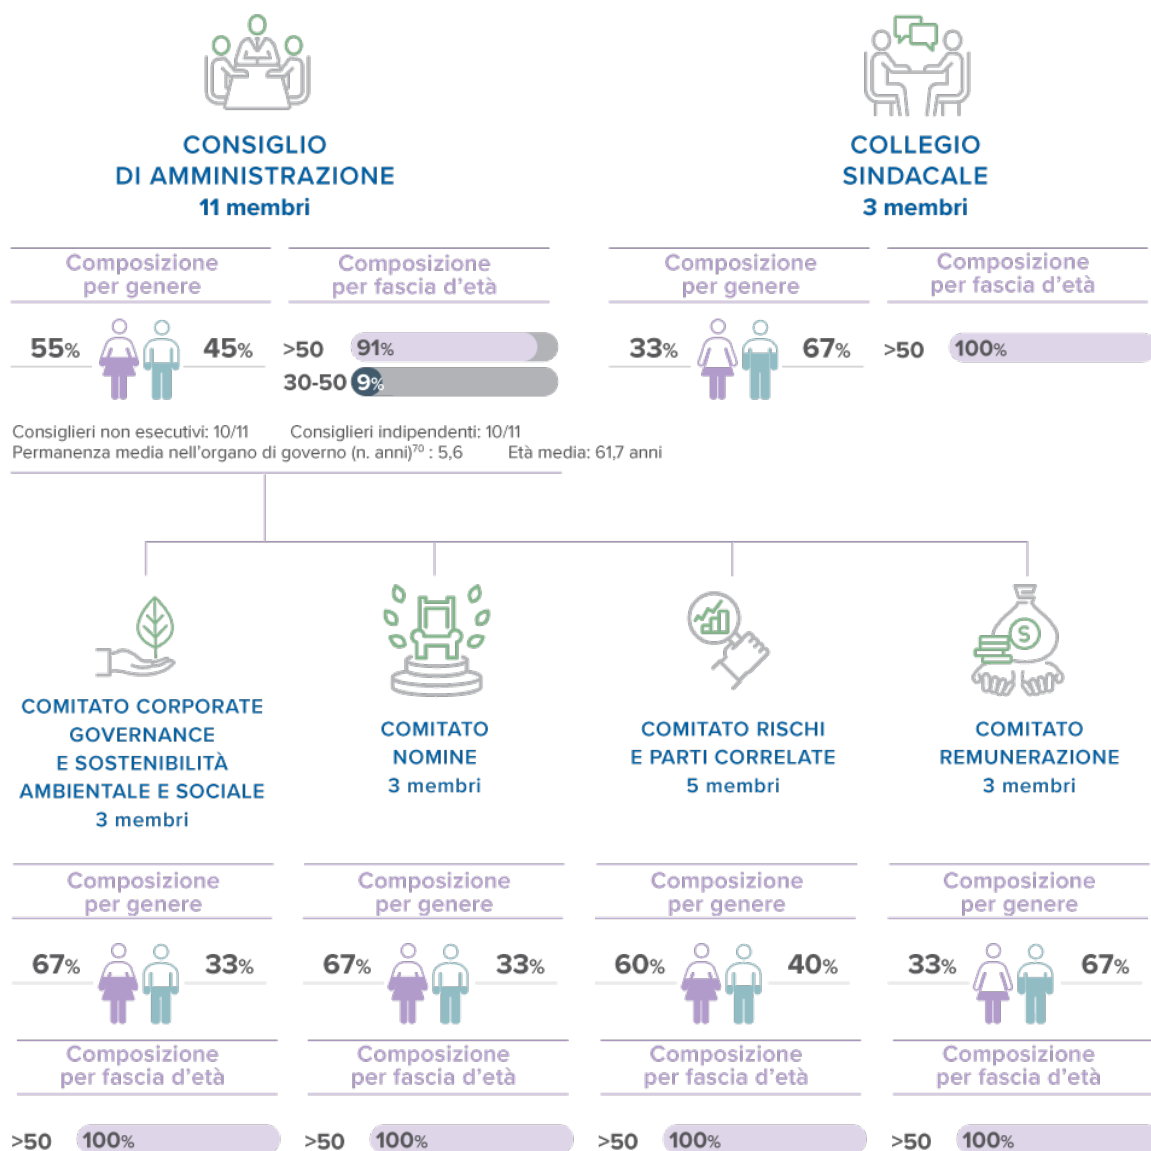 CONSIGLIO
DI AMMINISTRAZIONE
11 membri
Composizione
per genere
55%
45%
Composizione
per fascia d'età
>50 91%
30-50 9%
Consiglieri non esecutivi: 10/11 Consiglieri indipendenti: 10/11
Permanenza media nell'organo di governo (n. anni)⁷⁰ : 5,6 Età media: 61,7 anni
COLLEGIO
SINDACALE
3 membri
Composizione
per genere
33%
67%
Composizione
per fascia d'età
>50 100%
COMITATO CORPORATE
GOVERNANCE
E SOSTENIBILITÀ
AMBIENTALE E SOCIALE
3 membri
Composizione
per genere
67%
33%
Composizione
per fascia d'età
>50 100%
COMITATO
NOMINE
3 membri
Composizione
per genere
67%
33%
Composizione
per fascia d'età
>50 100%
COMITATO RISCHI
E PARTI CORRELATE
5 membri
Composizione
per genere
60%
40%
Composizione
per fascia d'età
>50 100%
$
COMITATO
REMUNERAZIONE
3 membri
Composizione
per genere
33%
67%
Composizione
per fascia d'età
>50 100%